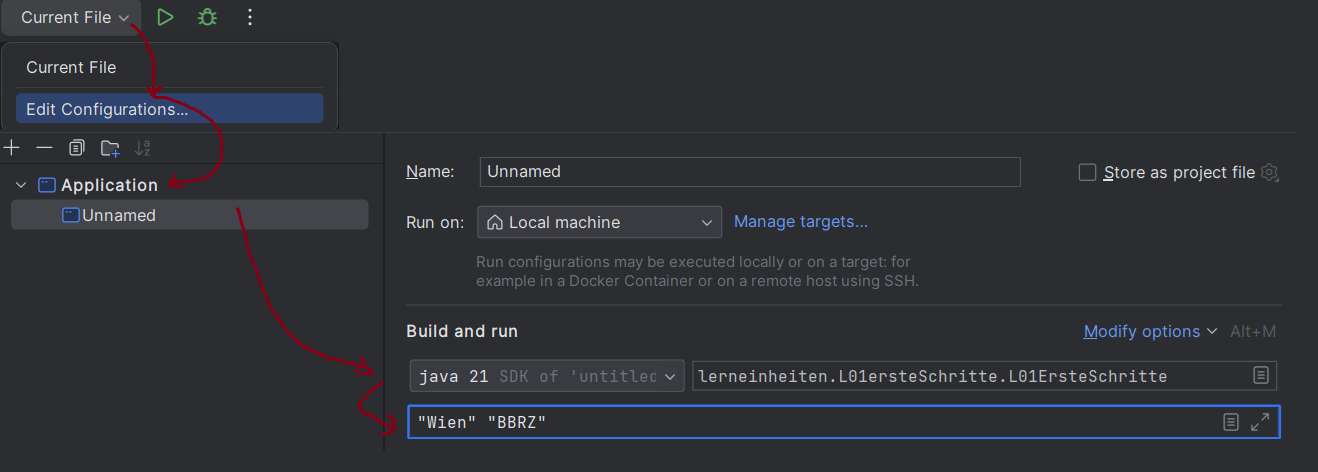 Current File
Current File
Edit Configurations...
Application
Unnamed
Name: Unnamed Store as project file
Run on: Local machine Manage targets...
Run configurations may be executed locally or on a target: for
example in a Docker Container or on a remote host using SSH.
Build and run Modify options Alt+M
java 21 SDK of 'untitled lerneinheiten.L01ersteSchritte.L01ErsteSchritte
"Wien" "BBRZ"